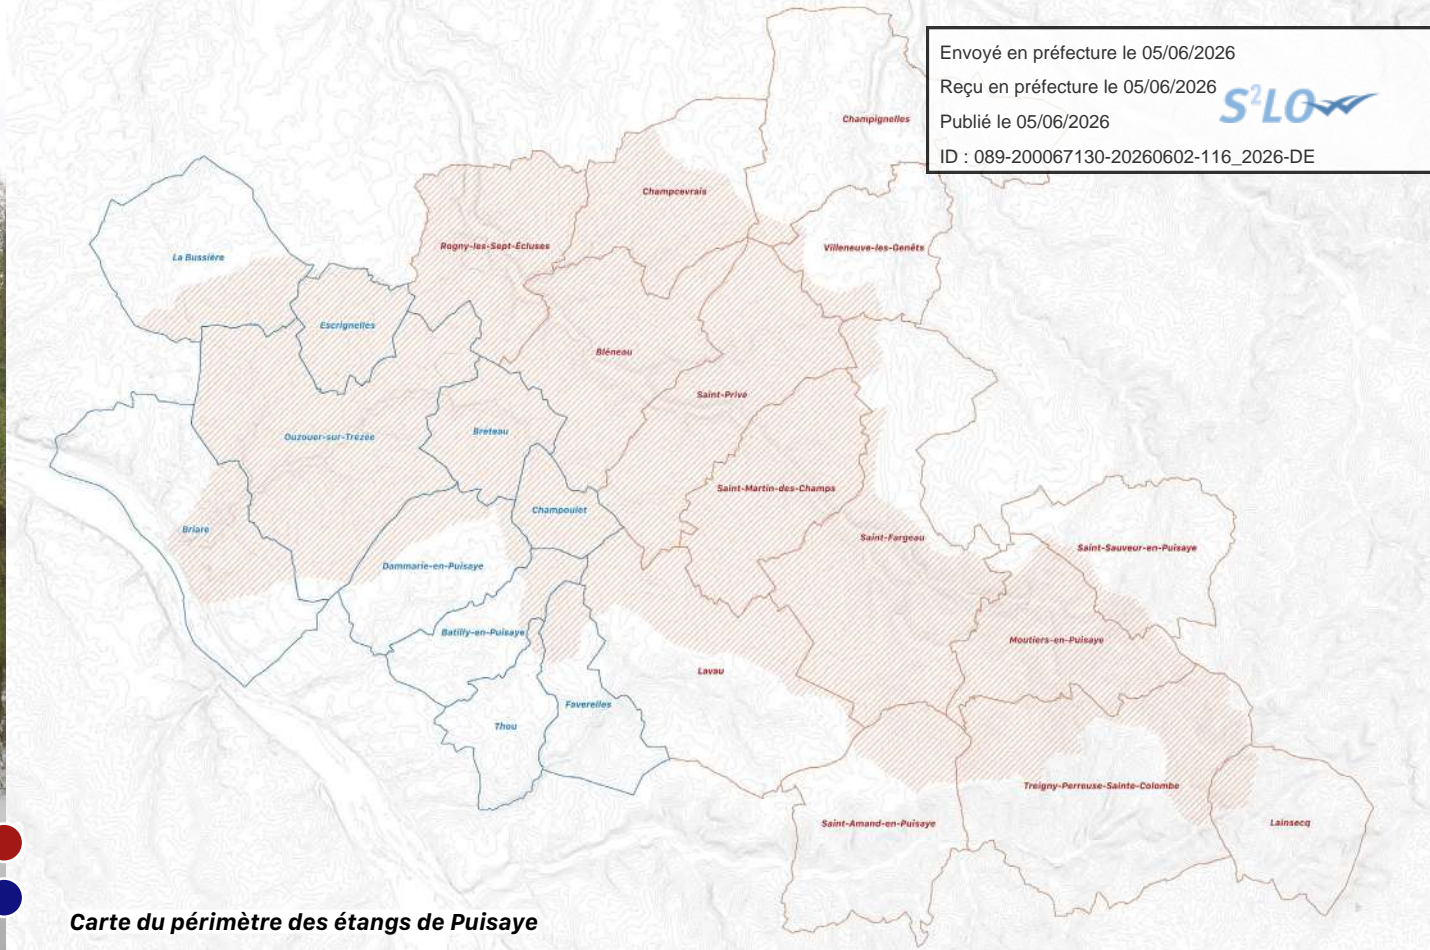 Envoyé en préfecture le 05/06/2026
Reçu en préfecture le 05/06/2026
S²LO
Publié le 05/06/2026
ID : 089-200067130-20260602-116_2026-DE
Champignelles
Champcevrais
Rogny-les-Sept-Écluses
Villeneuve-les-Genêts
La Bussière
Escrignelles
Bléneau
Saint-Privé
Ouzouer-sur-Trézée
Breteau
Saint-Martin-des-Champs
Champoulet
Briare
Saint-Fargeau
Saint-Sauveur-en-Puisaye
Dammarie-en-Puisaye
Batilly-en-Puisaye
Moutiers-en-Puisaye
Lavau
Faverelles
Thou
Treigny-Perreuse-Sainte-Colombe
Saint-Amand-en-Puisaye
Lainsecq
Carte du périmètre des étangs de Puisaye